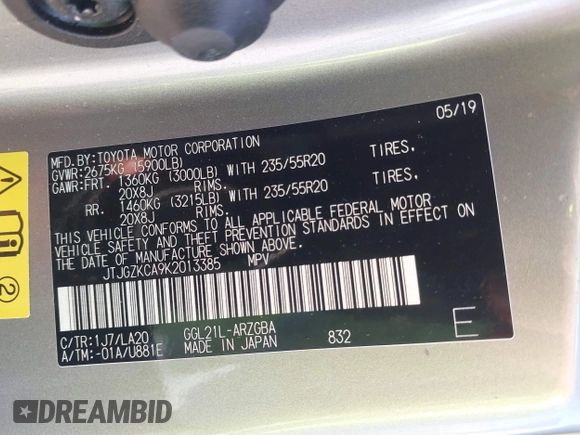 05/19
MFD.BY:TOYOTA MOTOR CORPORATION
GVWR:2675KG (5900LB)
GAWR:FRT. 1360KG (3000LB) WITH 235/55R20 TIRES.
20X8J RIMS.
RR. 1460KG (3215LB) WITH 235/55R20 TIRES.
20X8J RIMS.
THIS VEHICLE CONFORMS TO ALL APPLICABLE FEDERAL MOTOR
VEHICLE SAFETY AND THEFT PREVENTION STANDARDS IN EFFECT ON
THE DATE OF MANUFACTURE SHOWN ABOVE.
JTJGZKCA9K2013385 MPV
C/TR:1J7/LA20 GGL21L-ARZGBA
A/TM:-01A/U881E MADE IN JAPAN 832 E
2
DREAMBID